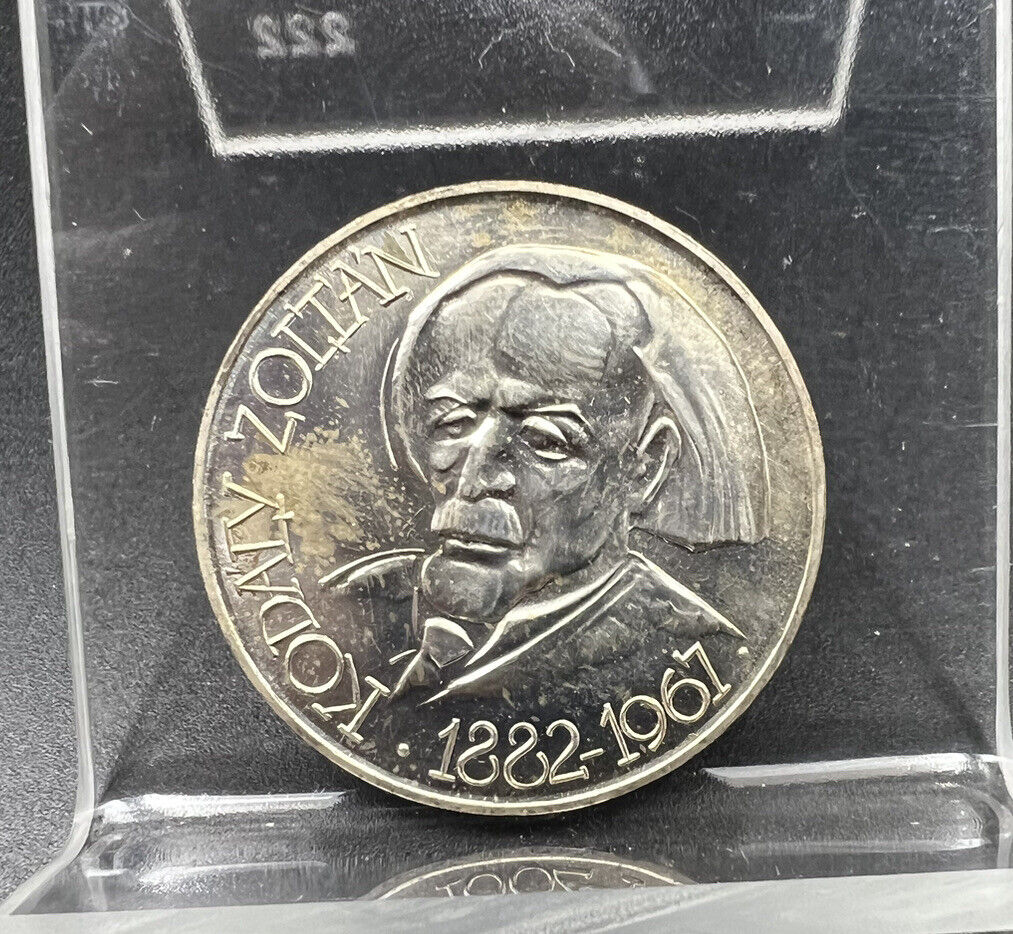 KODÁLY ZOLTÁN
· 1882-1967 ·
222